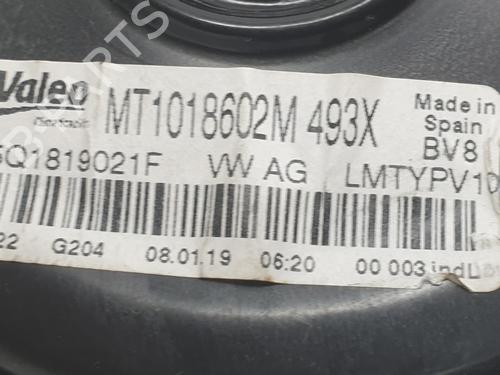 Valeo MT1018602M 493X Made in
Spain
BV8
Q1819021F VW AG LMTYPV10
22 G204 08.01.19 06:20 00 003